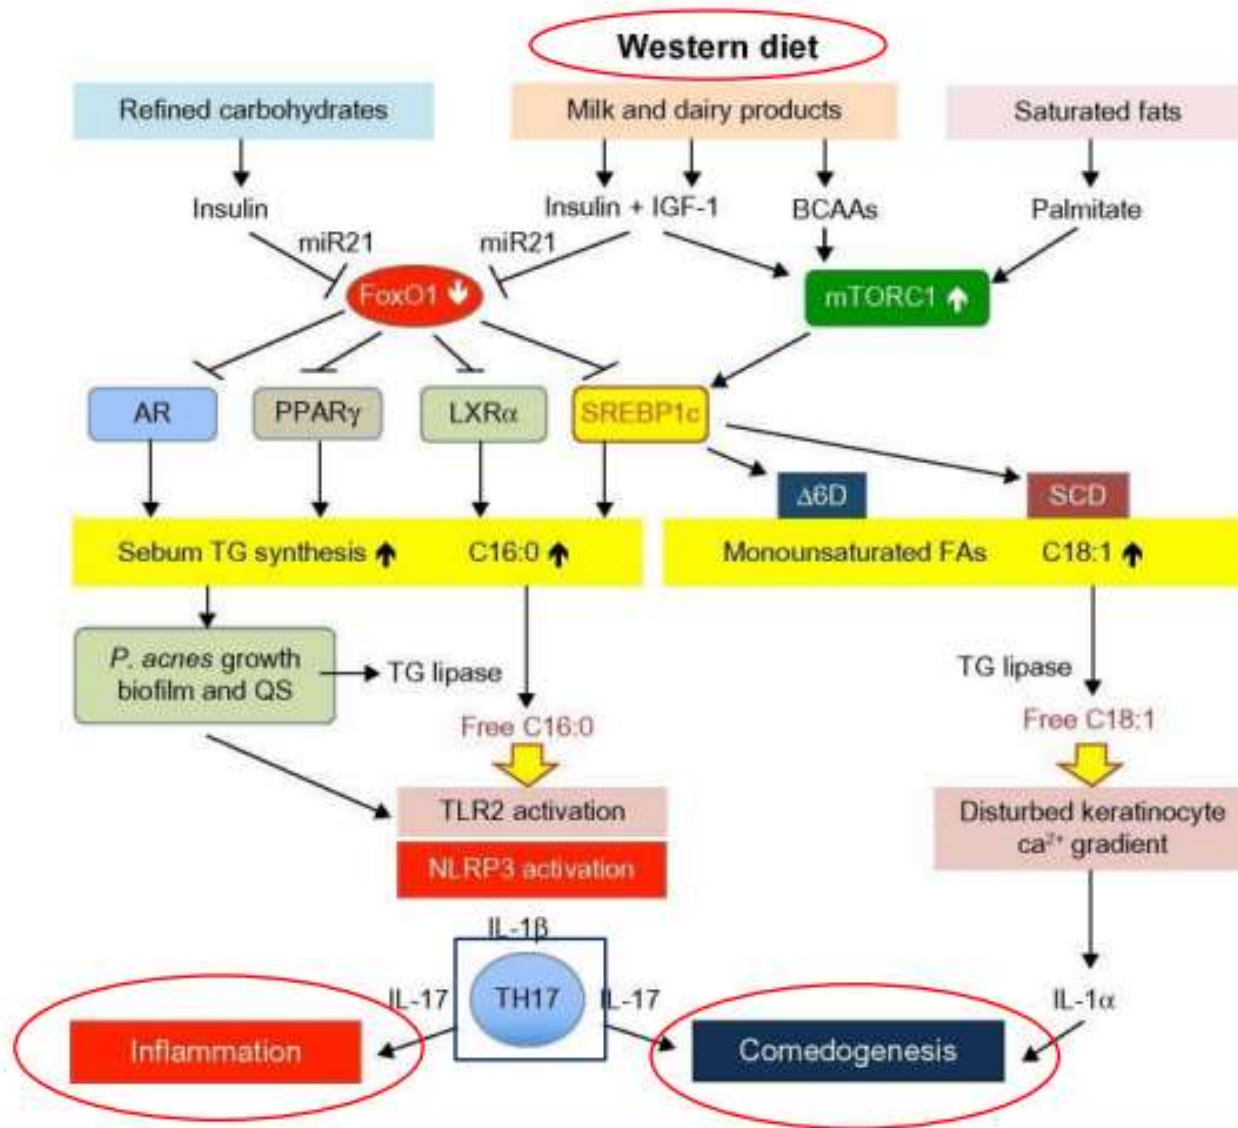 Western diet
Refined carbohydrates
Milk and dairy products
Saturated fats
Insulin
Insulin + IGF-1
BCAAs
Palmitate
miR21
miR21
FoxO1
mTORC1
AR
PPARγ
LXRα
SREBP1c
Δ6D
SCD
Sebum TG synthesis
C16:0
Monounsaturated FAs
C18:1
P. acnes growth
biofilm and QS
TG lipase
TG lipase
Free C16:0
Free C18:1
TLR2 activation
NLRP3 activation
Disturbed keratinocyte
ca²⁺ gradient
IL-1β
IL-17
TH17
IL-17
IL-1α
Inflammation
Comedogenesis